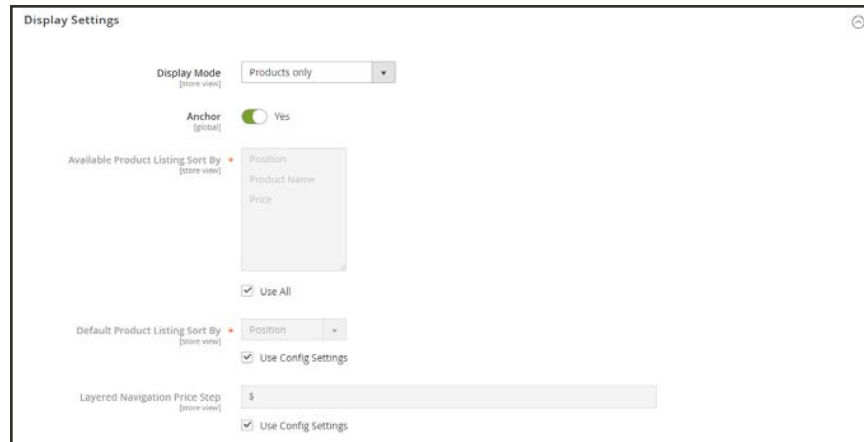 Display Settings
Display Mode
[store view]
Products only
Anchor
[global]
Yes
Available Product Listing Sort By *
[store view]
Position
Product Name
Price
Use All
Default Product Listing Sort By *
[store view]
Position
Use Config Settings
Layered Navigation Price Step
[store view]
$
Use Config Settings